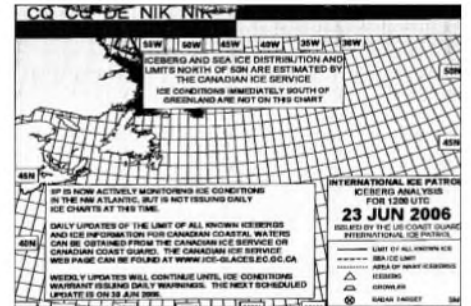 CQ CQ DE NIK NIK
55W 50W 45W 40W 35W 30W
ICEBERG AND SEA ICE DISTRIBUTION AND
LIMITS NORTH OF 50N ARE ESTIMATED BY
THE CANADIAN ICE SERVICE
ICE CONDITIONS IMMEDIATELY SOUTH OF
GREENLAND ARE NOT ON THIS CHART
50N
45N
45N
40N
IIP IS NOW ACTIVELY MONITORING ICE CONDITIONS
IN THE NW ATLANTIC, BUT IS NOT ISSUING DAILY
ICE CHARTS AT THIS TIME.
DAILY UPDATES OF THE LIMIT OF ALL KNOWN ICEBERGS
AND ICE INFORMATION FOR CANADIAN COASTAL WATERS
CAN BE OBTAINED FROM THE CANADIAN ICE SERVICE OR
CANADIAN COAST GUARD. THE CANADIAN ICE SERVICE
WEB PAGE CAN BE FOUND AT WWW.ICE-GLACES.EC.GC.CA
WEEKLY UPDATES WILL CONTINUE UNTIL ICE CONDITIONS
WARRANT ISSUING DAILY WARNINGS. THE NEXT SCHEDULED
UPDATE IS ON 30 JUN 2006.
INTERNATIONAL ICE PATROL
ICEBERG ANALYSIS
FOR 1200 UTC
23 JUN 2006
ISSUED BY THE US COAST GUARD
INTERNATIONAL ICE PATROL
LIMIT OF ALL KNOWN ICE
SEA ICE LIMIT
AREA OF MANY ICEBERGS
ICEBERG
GROWLER
RADAR TARGET